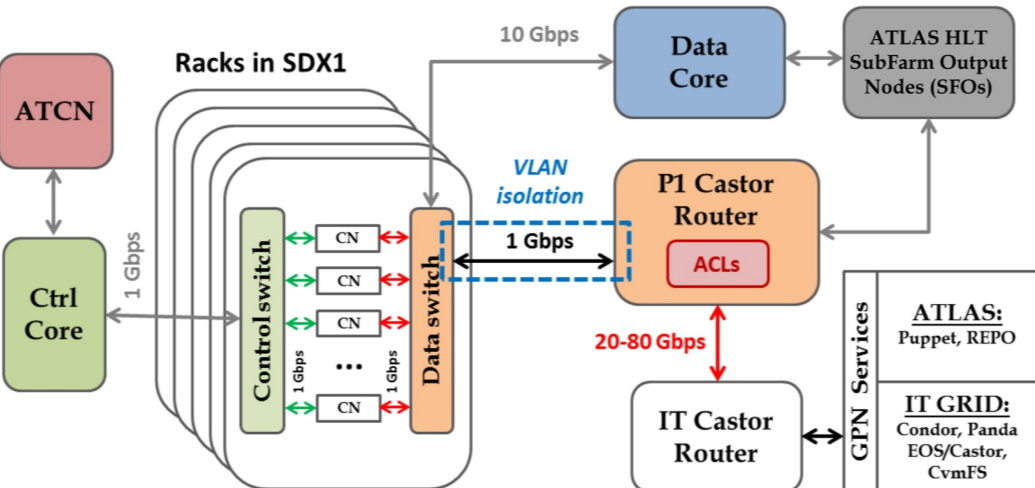 10 Gbps
Data
Core
ATLAS HLT
SubFarm Output
Nodes (SFOs)
Racks in SDX1
ATCN
VLAN
isolation
P1 Castor
Router
ACLs
1 Gbps
Ctrl
Core
1 Gbps
Control switch
CN
CN
CN
...
CN
1 Gbps
1 Gbps
Data switch
20-80 Gbps
IT Castor
Router
GPN Services
ATLAS:
Puppet, REPO
IT GRID:
Condor, Panda
EOS/Castor,
CvmFS